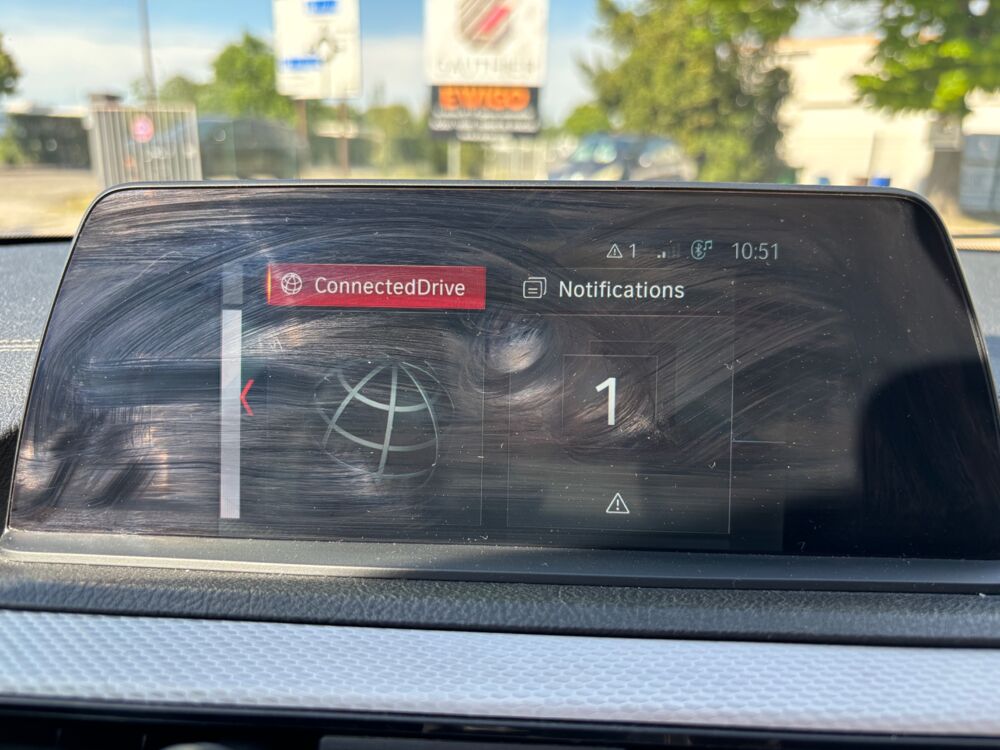 EWIGO
1
10:51
ConnectedDrive
Notifications
1